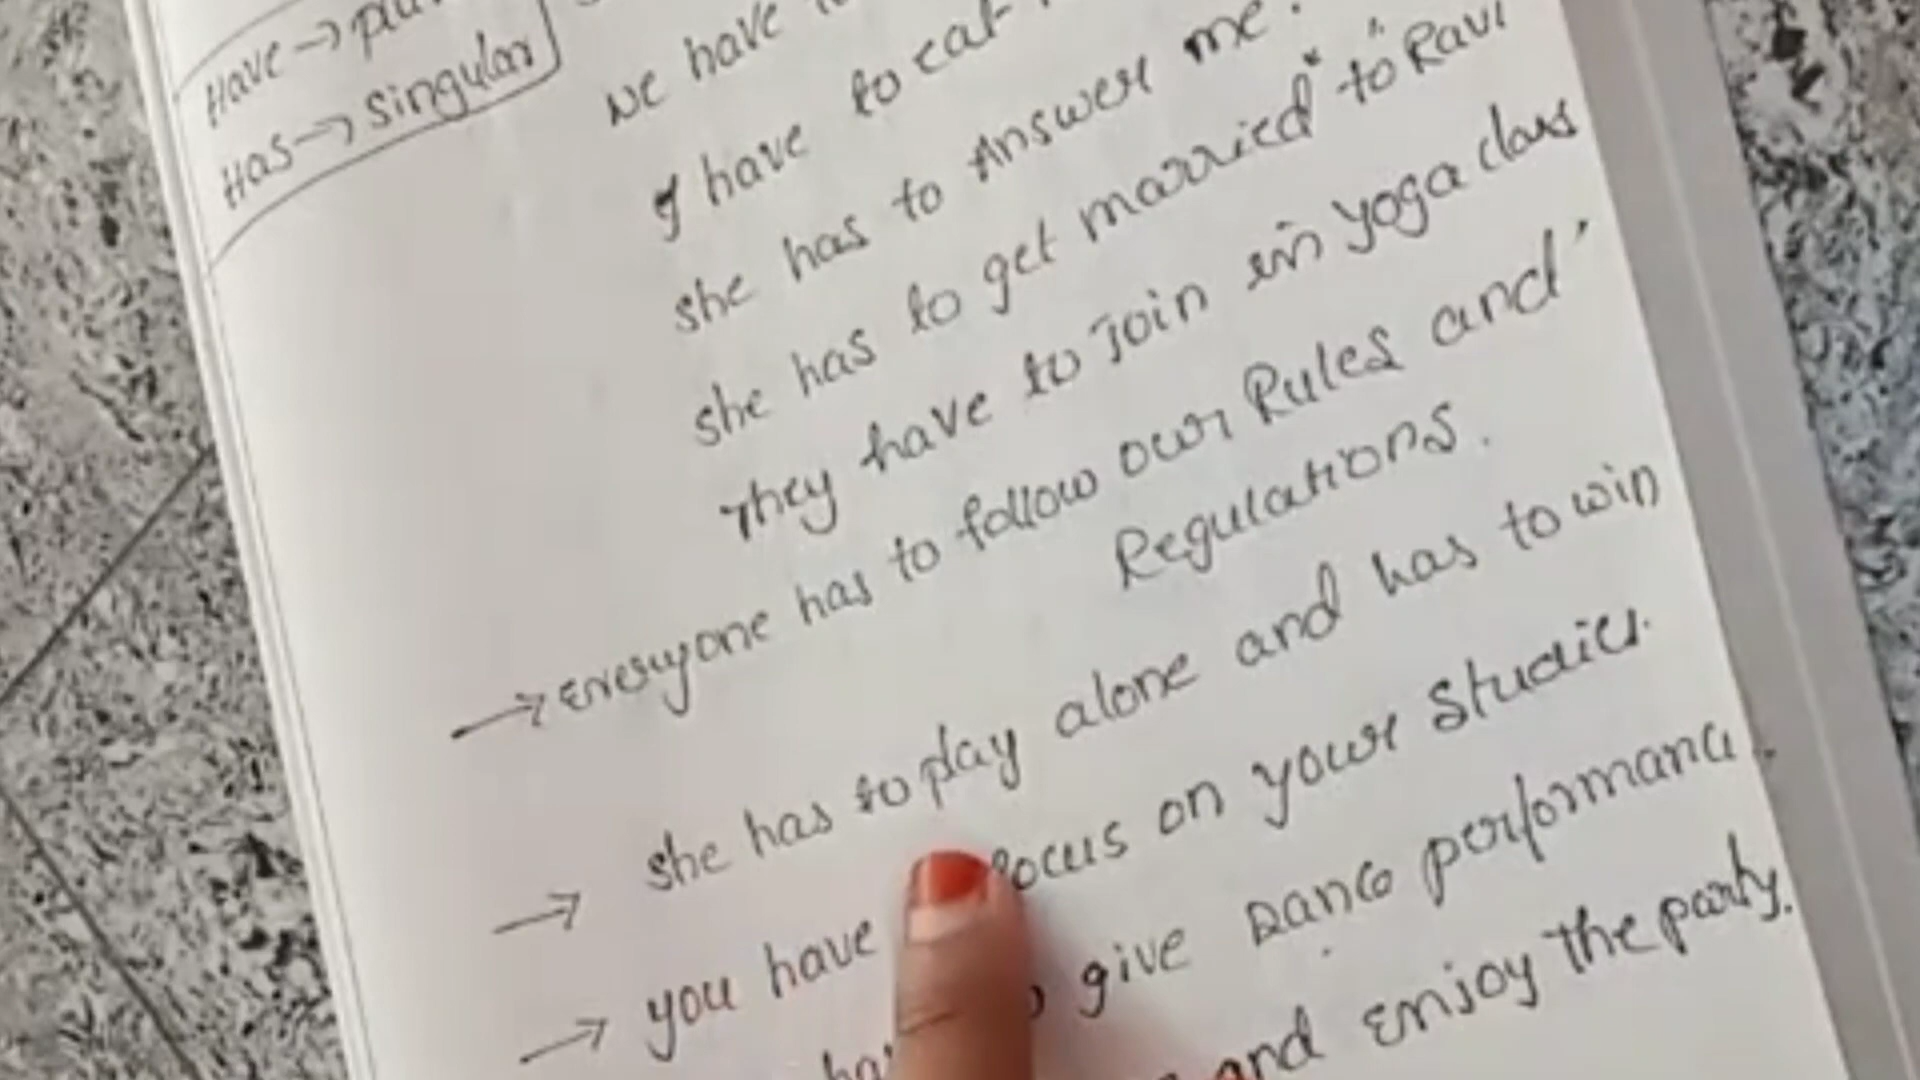 Have →
Has → Singular
We have
I have to eat
She has to Answer me.
She has to get married to Ravi
They have to Join in yoga class
→ Everyone has to follow our Rules and
Regulations.
She has to play alone and has to win
→ you have focus on your Studies.
→ give Dance performance.
and Enjoy the party.